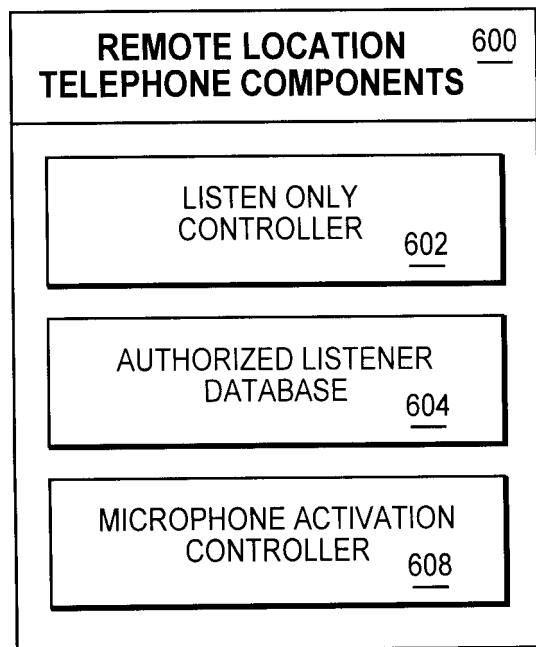 REMOTE LOCATION 600
TELEPHONE COMPONENTS
LISTEN ONLY
CONTROLLER
602
AUTHORIZED LISTENER
DATABASE
604
MICROPHONE ACTIVATION
CONTROLLER
608